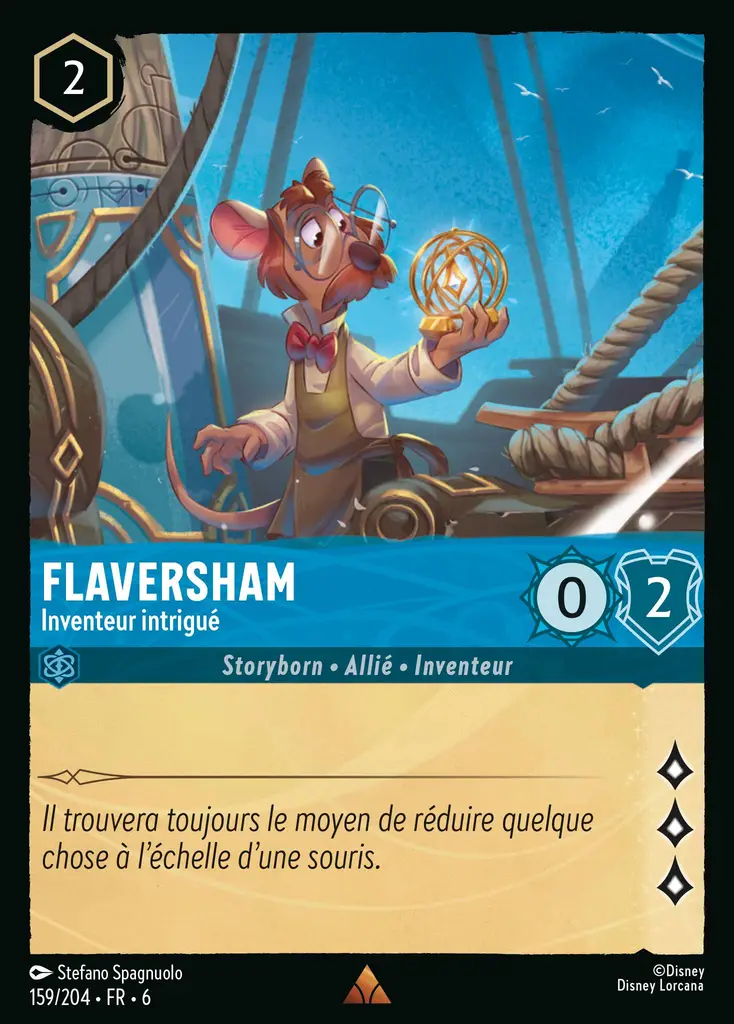 2
FLAVERSHAM
Inventeur intrigué
0
2
Storyborn • Allié • Inventeur
Il trouvera toujours le moyen de réduire quelque
chose à l'échelle d'une souris.
Stefano Spagnuolo
159/204 • FR • 6
©Disney
Disney Lorcana